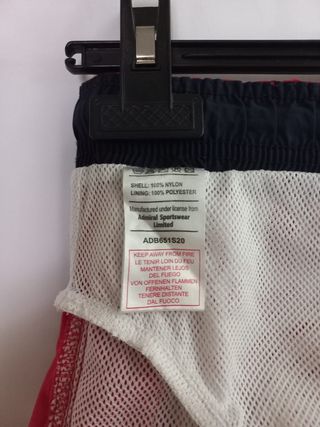 SHELL: 100% NYLON
LINING: 100% POLYESTER
Manufactured under license from
Admiral Sportswear
Limited
ADB651S20
KEEP AWAY FROM FIRE
LE TENIR LOIN DU FEU
MANTENER LEJOS
DEL FUEGO
VON OFFENEN FLAMMEN
FERNHALTEN
TENERE DISTANTE
DAL FUOCO